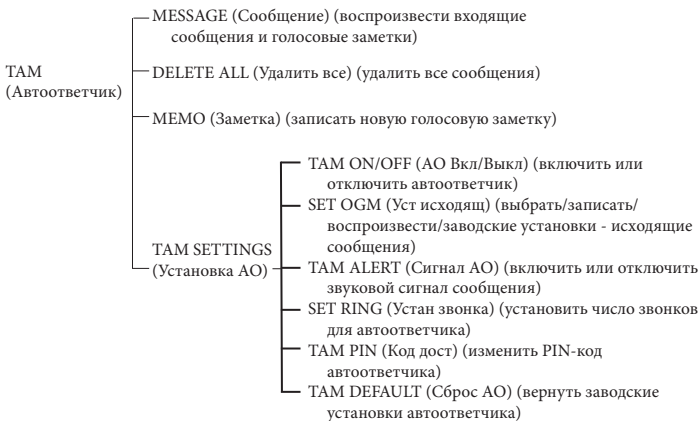 MESSAGE (Сообщение) (воспроизвести входящие
сообщения и голосовые заметки)
TAM
(Автоответчик)
DELETE ALL (Удалить все) (удалить все сообщения)
MEMO (Заметка) (записать новую голосовую заметку)
TAM SETTINGS
(Установка АО)
TAM ON/OFF (АО Вкл/Выкл) (включить или
отключить автоответчик)
SET OGM (Уст исходящ) (выбрать/записать/
воспроизвести/заводские установки - исходящие
сообщения)
TAM ALERT (Сигнал АО) (включить или отключить
звуковой сигнал сообщения)
SET RING (Устан звонка) (установить число звонков
для автоответчика)
TAM PIN (Код дост) (изменить PIN-код
автоответчика)
TAM DEFAULT (Сброс АО) (вернуть заводские
установки автоответчика)